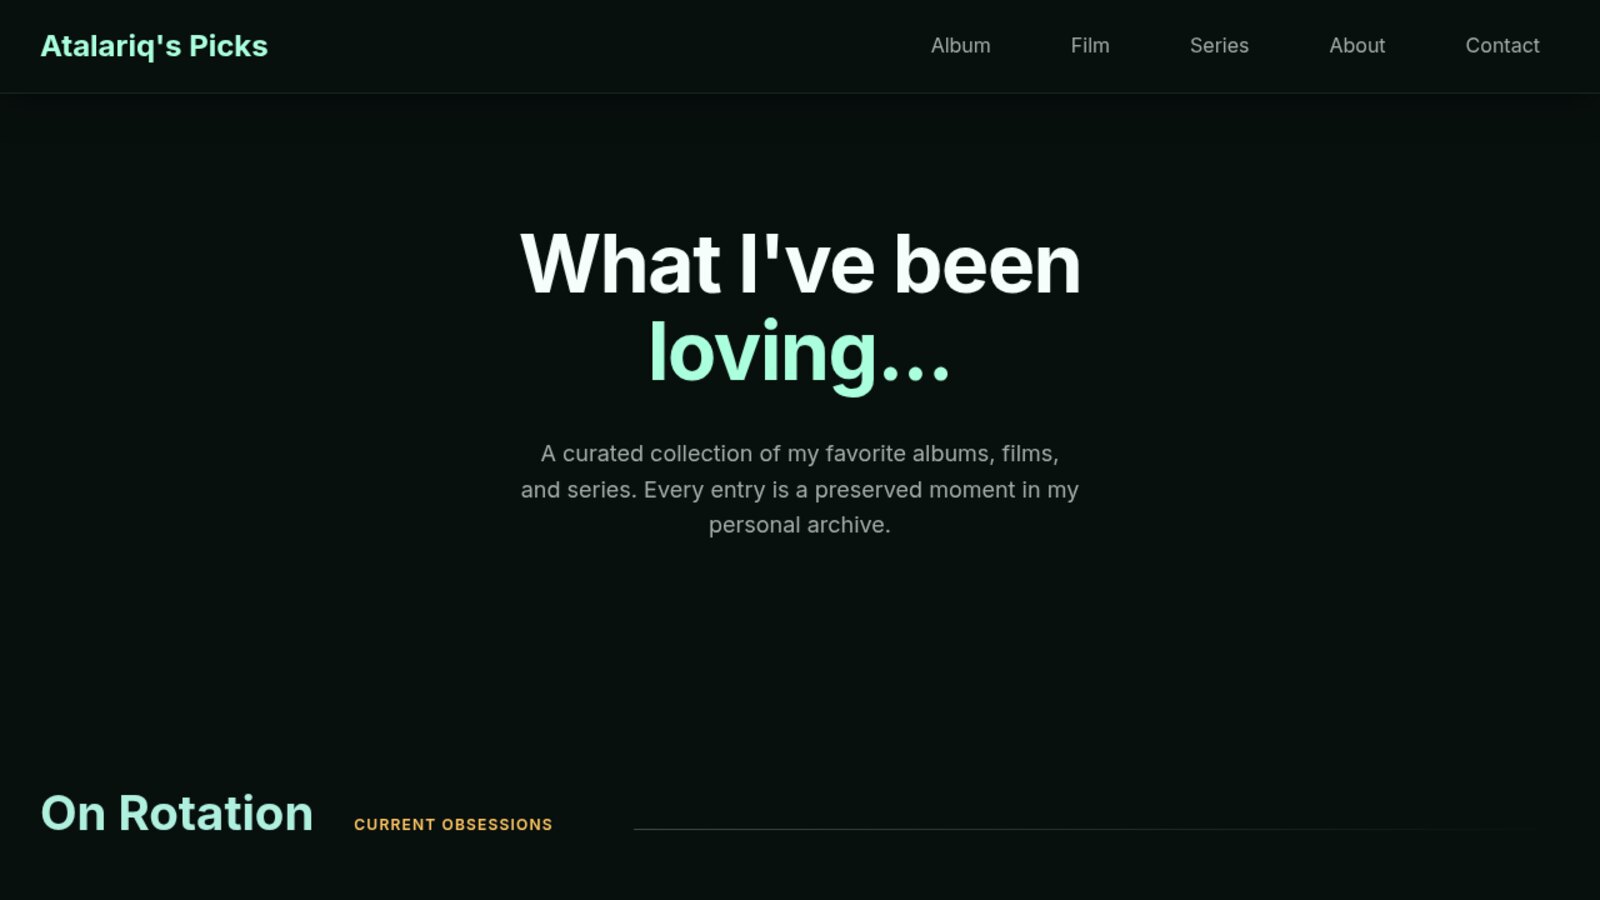 Atalariq's Picks
Album
Film
Series
About
Contact
What I've been
loving...
A curated collection of my favorite albums, films,
and series. Every entry is a preserved moment in my
personal archive.
On Rotation
CURRENT OBSESSIONS